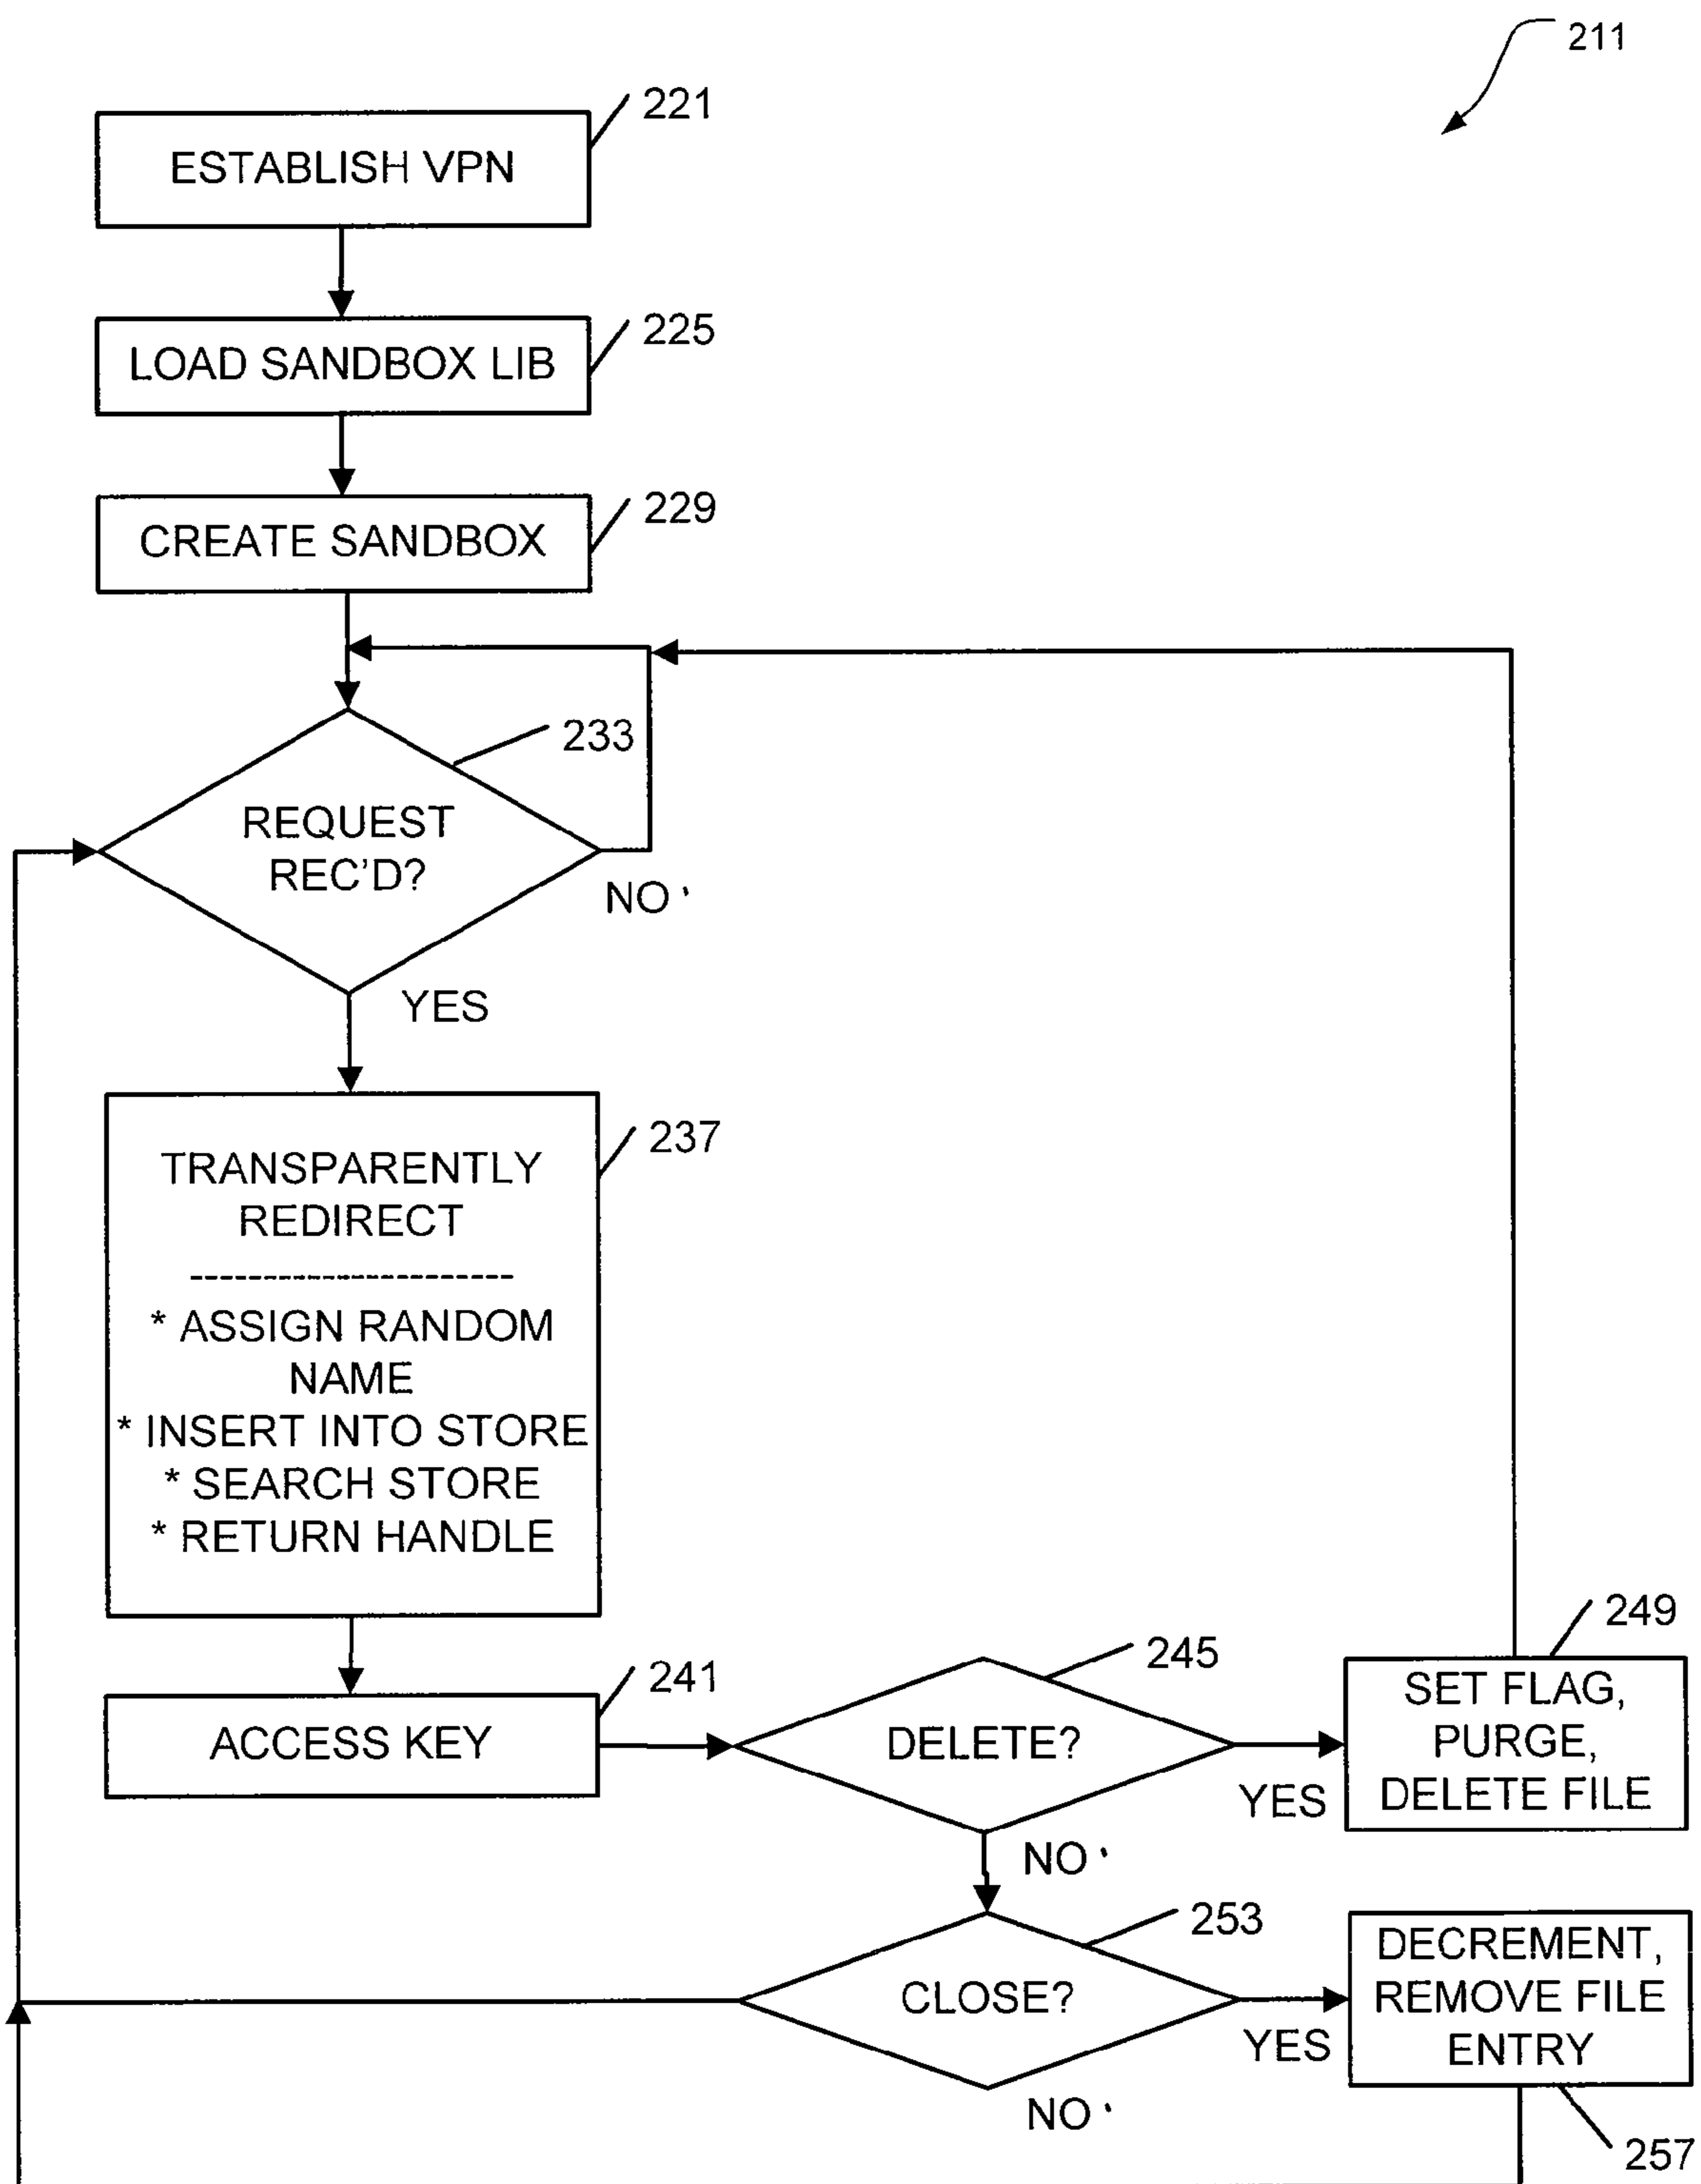 211
221
ESTABLISH VPN
225
LOAD SANDBOX LIB
229
CREATE SANDBOX
233
REQUEST
REC'D?
NO
YES
237
TRANSPARENTLY
REDIRECT
----------------------
* ASSIGN RANDOM
NAME
* INSERT INTO STORE
* SEARCH STORE
* RETURN HANDLE
241
ACCESS KEY
245
DELETE?
YES
NO
249
SET FLAG,
PURGE,
DELETE FILE
253
CLOSE?
YES
NO
DECREMENT,
REMOVE FILE
ENTRY
257